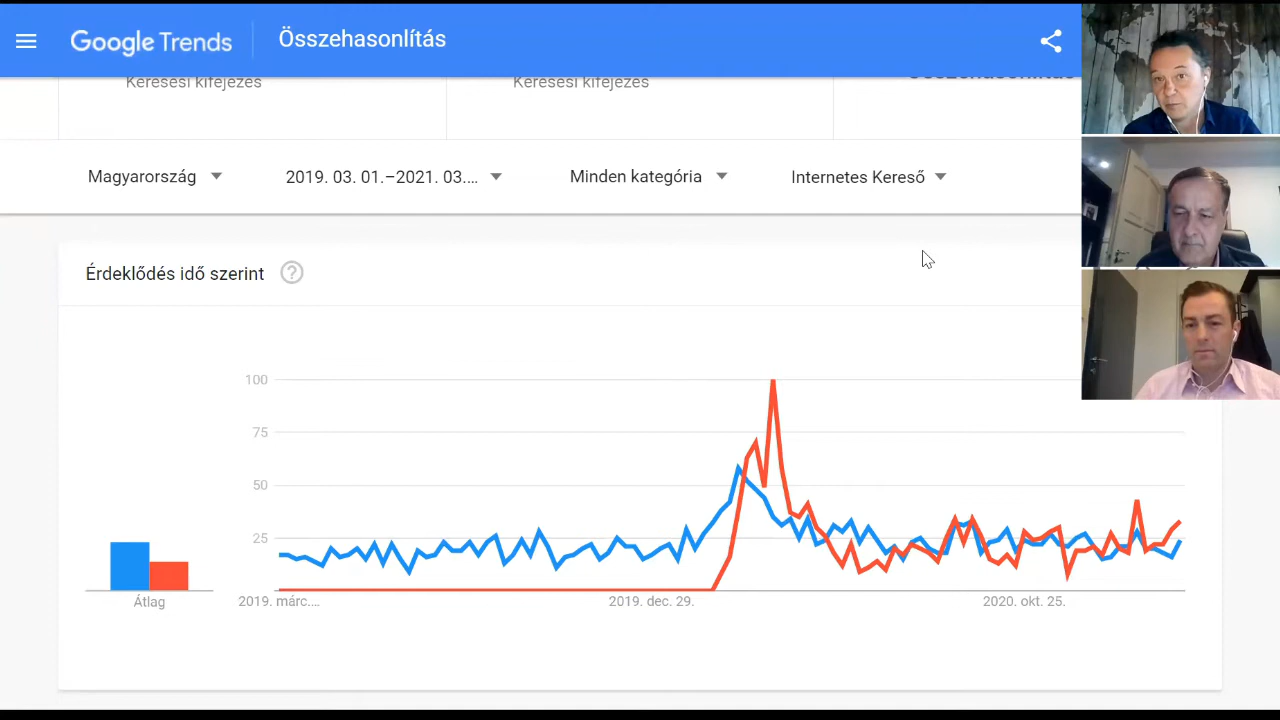 Google Trends
Összehasonlítás
Keresési kifejezés
Keresési kifejezés
Összehasonlítás
Magyarország
2019. 03. 01.–2021. 03....
Minden kategória
Internetes Kereső
Érdeklődés idő szerint
?
100
75
50
25
Átlag
2019. márc....
2019. dec. 29.
2020. okt. 25.